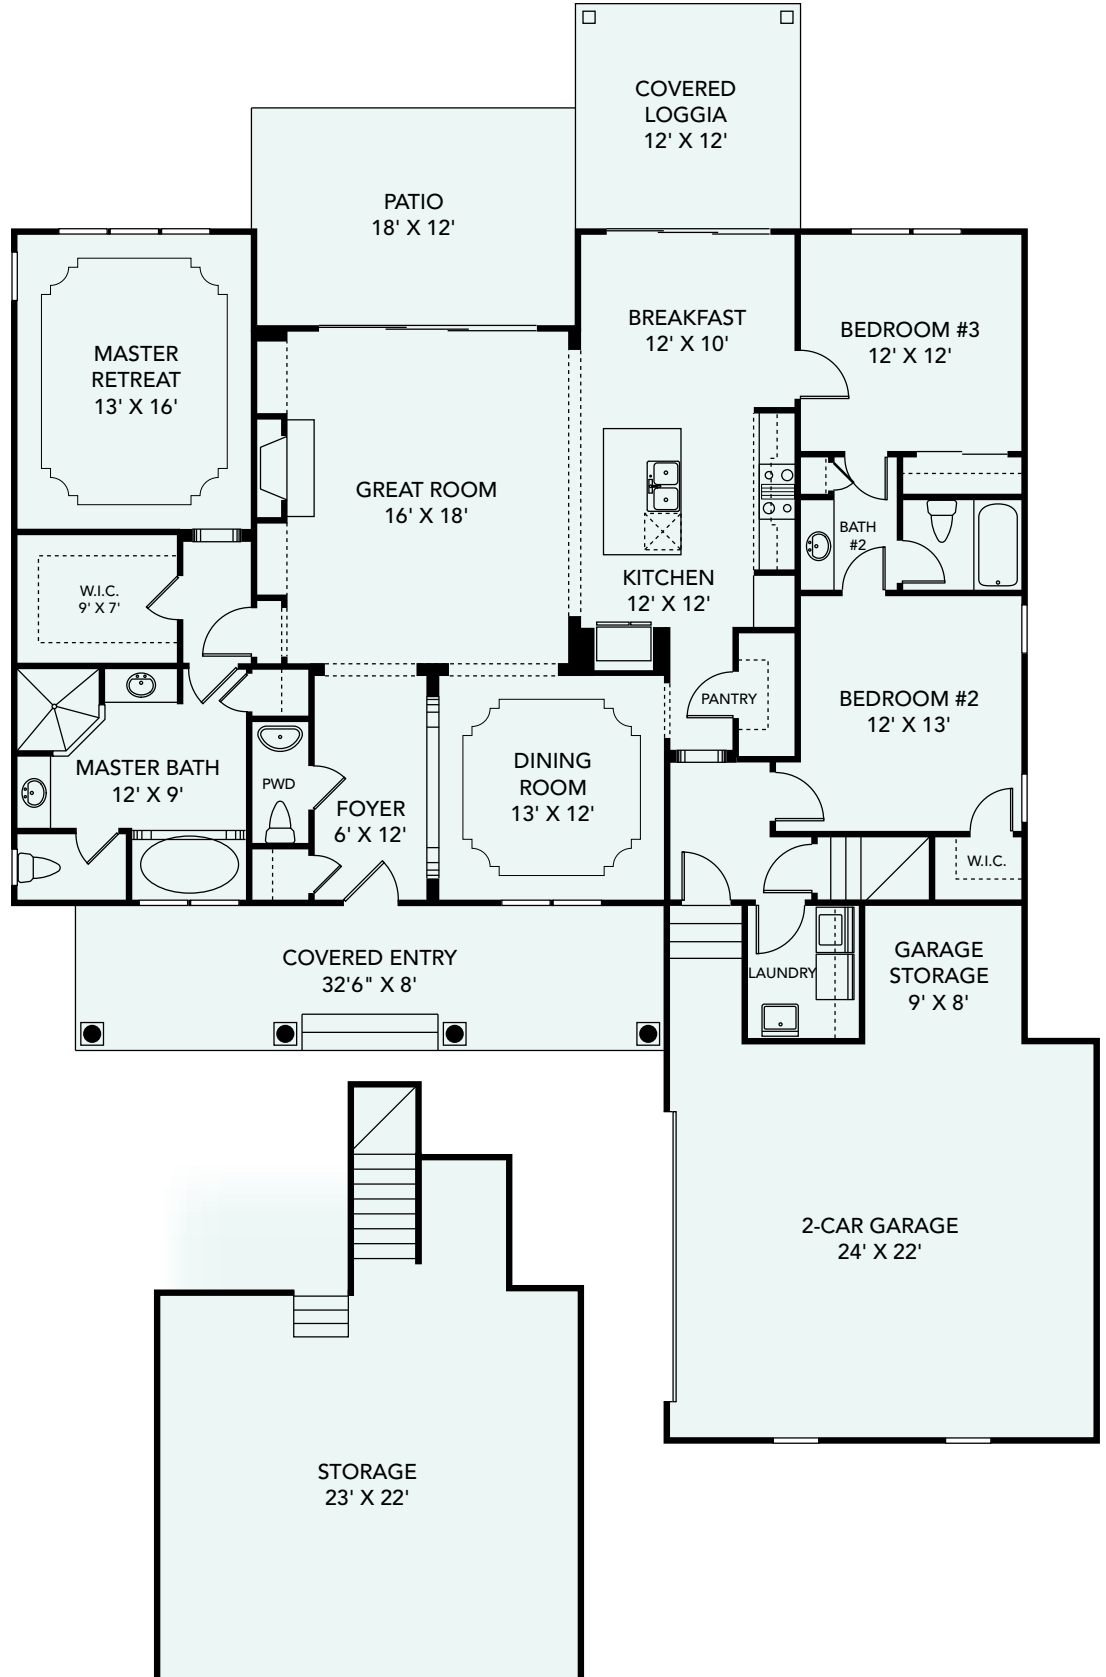 COVERED
LOGGIA
12' X 12'
PATIO
18' X 12'
BREAKFAST
12' X 10'
BEDROOM #3
12' X 12'
MASTER
RETREAT
13' X 16'
GREAT ROOM
16' X 18'
BATH
#2
KITCHEN
12' X 12'
W.I.C.
9' X 7'
PANTRY
BEDROOM #2
12' X 13'
MASTER BATH
12' X 9'
PWD
FOYER
6' X 12'
DINING
ROOM
13' X 12'
W.I.C.
COVERED ENTRY
32'6" X 8'
LAUNDRY
GARAGE
STORAGE
9' X 8'
2-CAR GARAGE
24' X 22'
STORAGE
23' X 22'